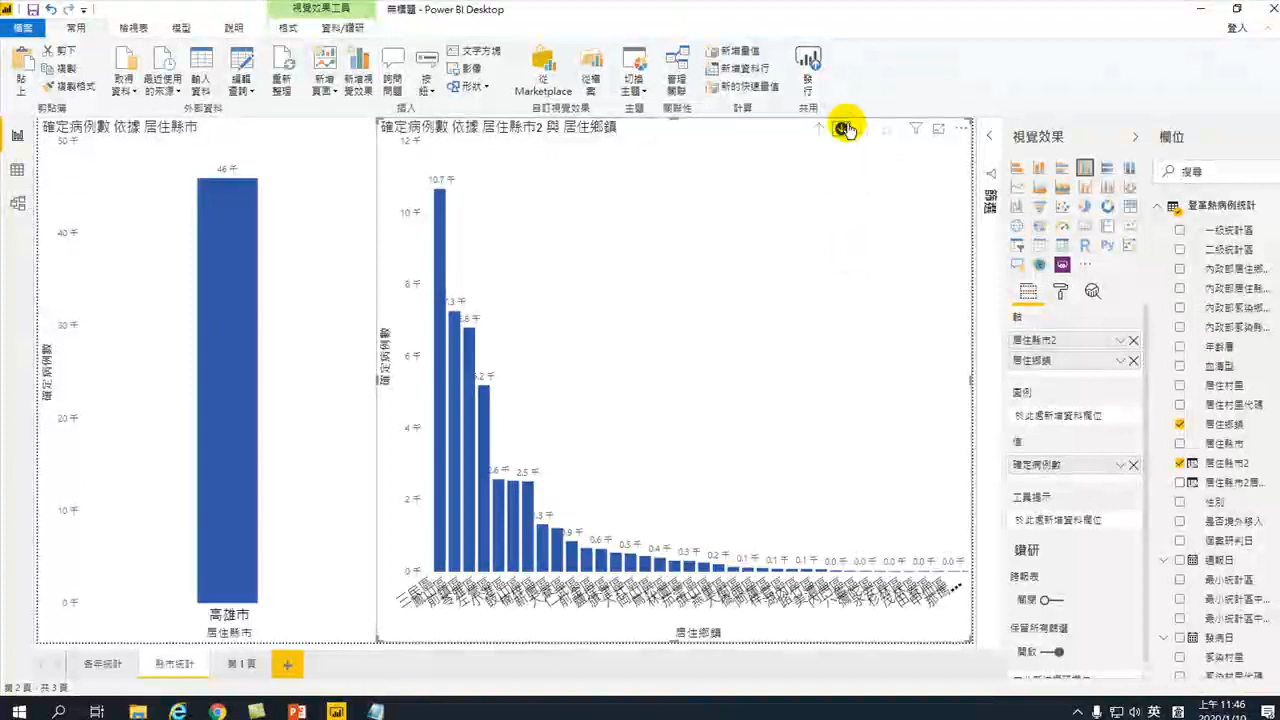 視覺效果工具
無標題 - Power BI Desktop
檔案
常用
檢視表
模型
說明
格式
資料/鑽研
登入
貼上
剪下
複製
複製格式
剪貼簿
取得資料
最近使用的來源
輸入資料
編輯查詢
重新整理
外部資料
新增頁面
新增視覺效果
詢問問題
按鈕
文字方塊
影像
形狀
插入
從 Marketplace
從檔案
自訂視覺效果
切換主題
主題
管理關聯
關聯性
新增量值
新增資料行
新的快速量值
計算
發行
共用
確定病例數 依據 居住縣市
50 千
40 千
30 千
20 千
10 千
0 千
46 千
確定病例數
高雄市
居住縣市
確定病例數 依據 居住縣市2 與 居住鄉鎮
12 千
10 千
8 千
6 千
4 千
2 千
0 千
10.7 千
5.2 千
2.6 千
2.5 千
0.6 千
0.5 千
0.4 千
0.3 千
0.2 千
0.1 千
0.1 千
0.1 千
0.0 千
0.0 千
0.0 千
0.0 千
0.0 千
確定病例數
居住鄉鎮
篩選
視覺效果
軸
居住縣市2
居住鄉鎮
圖例
於此處新增資料欄位
值
確定病例數
工具提示
於此處新增資料欄位
鑽研
跨報表
關閉
保留所有篩選
開啟
欄位
搜尋
登革熱病例統計
一級統計區
二級統計區
內政部居住鄉...
內政部居住縣...
內政部感染鄉...
內政部感染縣...
年齡層
血清型
居住村里
居住村里代碼
居住鄉鎮
居住縣市
居住縣市2
居住縣市2居...
性別
是否境外移入
個案研判日
通報日
最小統計區
最小統計區中...
最小統計區中...
發病日
感染村里
各年統計
縣市統計
第 1 頁
第 2 頁，共 3 頁
英
上午 11:46
2020/1/10